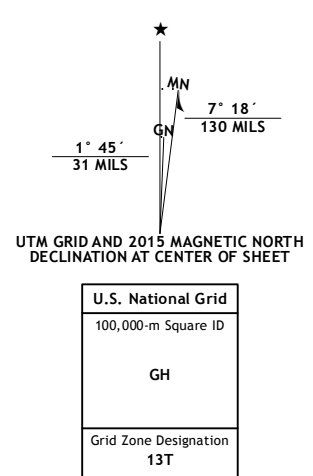 ★
MN
7° 18´
130 MILS
GN
1° 45´
31 MILS
UTM GRID AND 2015 MAGNETIC NORTH
DECLINATION AT CENTER OF SHEET
U.S. National Grid
100,000-m Square ID
GH
Grid Zone Designation
13T